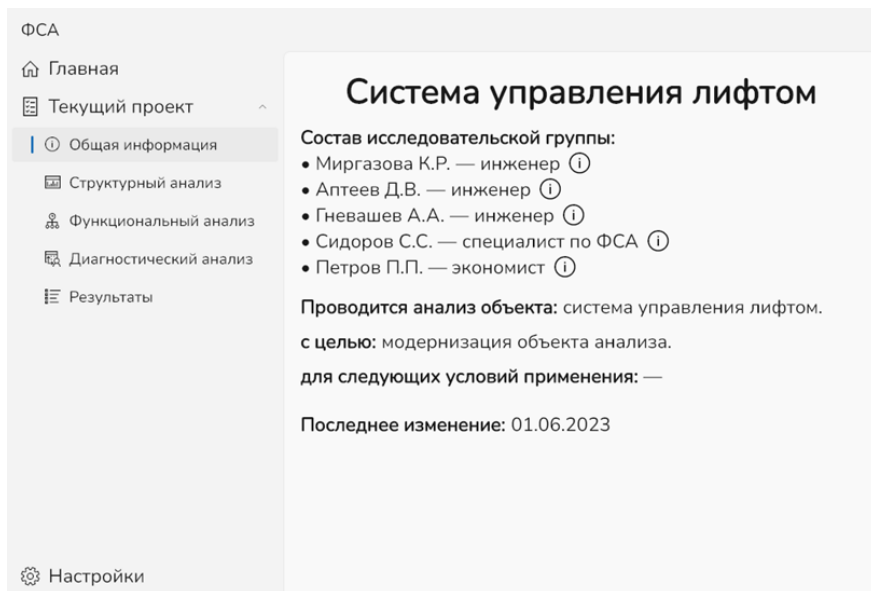 ФСА
Главная
Текущий проект
Общая информация
Структурный анализ
Функциональный анализ
Диагностический анализ
Результаты
Настройки
Система управления лифтом
Состав исследовательской группы:
• Миргазова К.Р. — инженер
• Аптеев Д.В. — инженер
• Гневашев А.А. — инженер
• Сидоров С.С. — специалист по ФСА
• Петров П.П. — экономист
Проводится анализ объекта: система управления лифтом.
с целью: модернизация объекта анализа.
для следующих условий применения: —
Последнее изменение: 01.06.2023